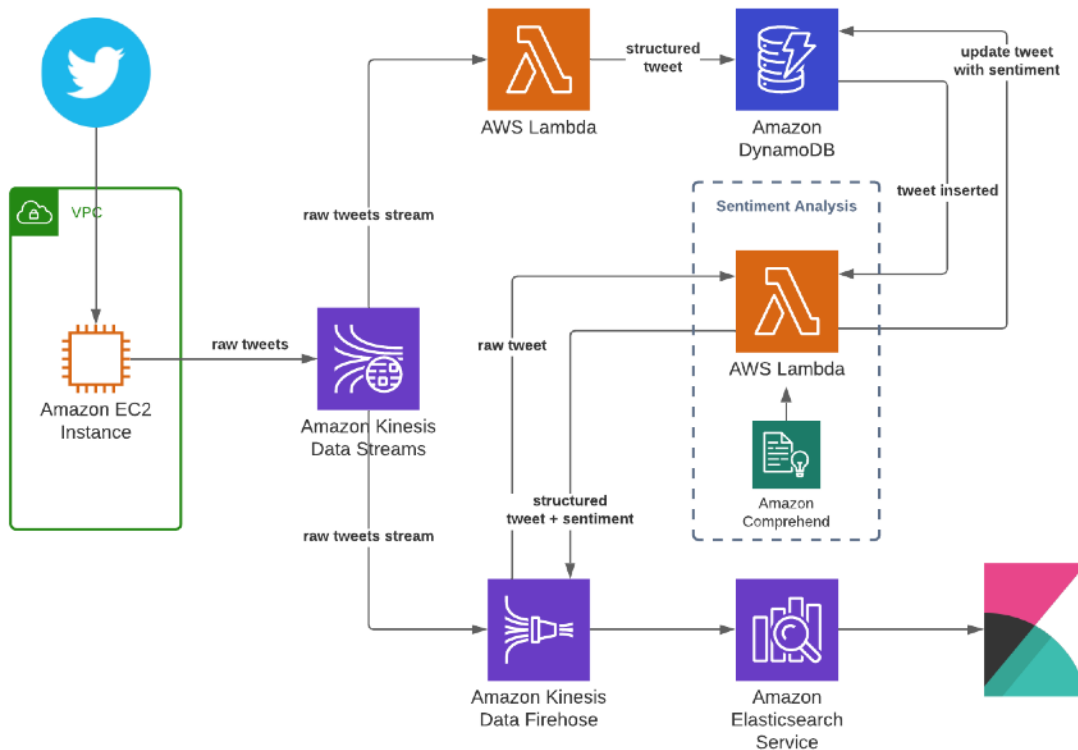 structured
tweet
update tweet
with sentiment
AWS Lambda
Amazon
DynamoDB
VPC
tweet inserted
Sentiment Analysis
raw tweets stream
raw tweets
raw tweet
AWS Lambda
Amazon EC2
Instance
Amazon Kinesis
Data Streams
structured
tweet + sentiment
Amazon
Comprehend
raw tweets stream
Amazon Kinesis
Data Firehose
Amazon
Elasticsearch
Service